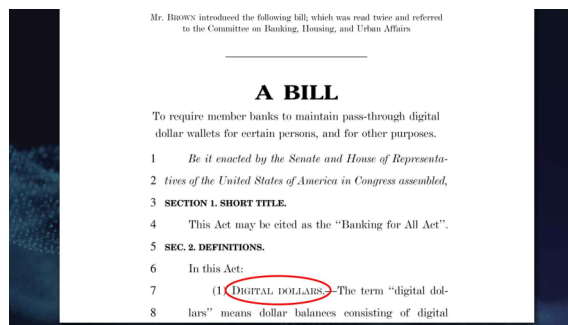 Mr. BROWN introduced the following bill; which was read twice and referred
to the Committee on Banking, Housing, and Urban Affairs
A BILL
To require member banks to maintain pass-through digital
dollar wallets for certain persons, and for other purposes.
1 Be it enacted by the Senate and House of Representa-
2 tives of the United States of America in Congress assembled,
3 SECTION 1. SHORT TITLE.
4 This Act may be cited as the “Banking for All Act”.
5 SEC. 2. DEFINITIONS.
6 In this Act:
7 (1) DIGITAL DOLLARS.—The term “digital dol-
8 lars” means dollar balances consisting of digital